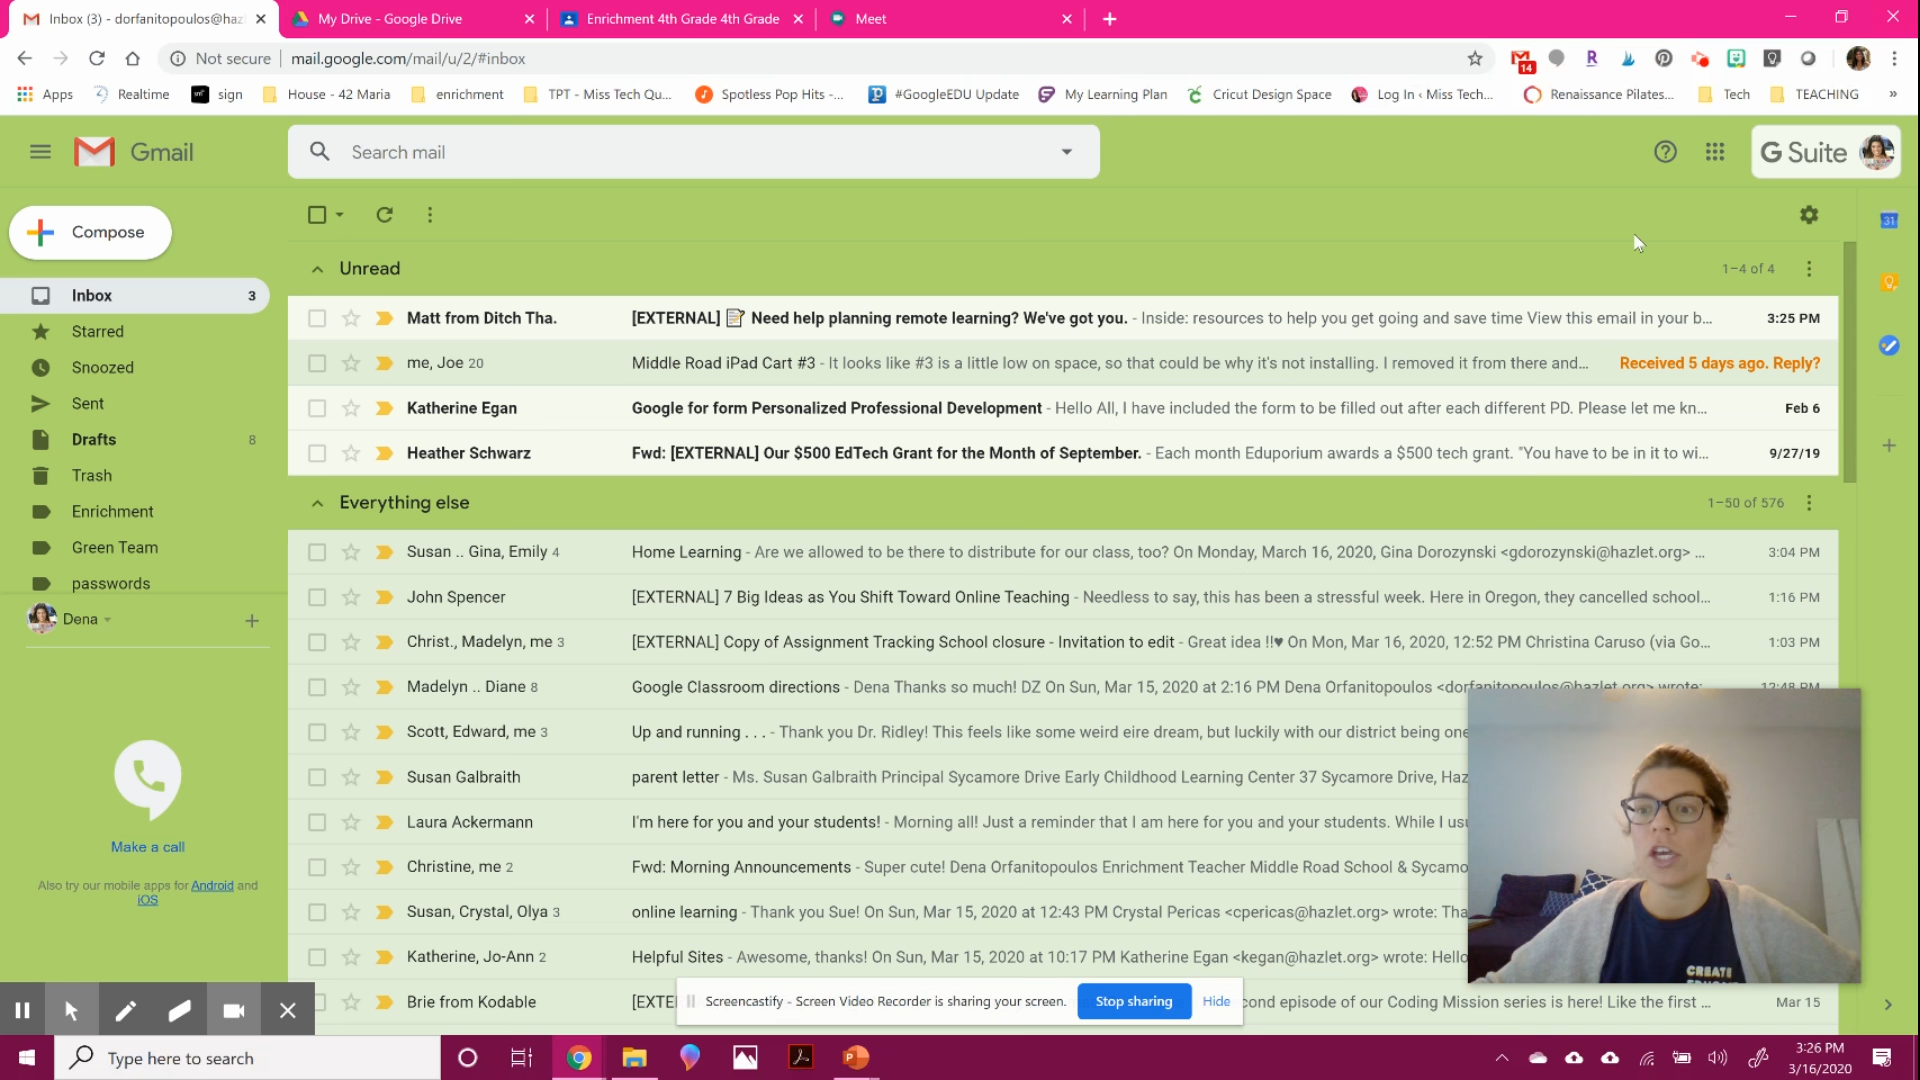 Inbox (3) - dorfanitopoulos@haz
My Drive - Google Drive
Enrichment 4th Grade 4th Grade
Meet
Not secure | mail.google.com/mail/u/2/#inbox
14
Apps
Realtime
sign
House - 42 Maria
enrichment
TPT - Miss Tech Qu...
Spotless Pop Hits -...
#GoogleEDU Update
My Learning Plan
Cricut Design Space
Log In ‹ Miss Tech...
Renaissance Pilates...
Tech
TEACHING
»
Gmail
Search mail
G Suite
Compose
Inbox 3
Starred
Snoozed
Sent
Drafts 8
Trash
Enrichment
Green Team
passwords
Dena
Make a call
Also try our mobile apps for Android and
iOS
Unread 1–4 of 4
Matt from Ditch Tha. [EXTERNAL] 📝 Need help planning remote learning? We've got you. - Inside: resources to help you get going and save time View this email in your b... 3:25 PM
me, Joe 20 Middle Road iPad Cart #3 - It looks like #3 is a little low on space, so that could be why it's not installing. I removed it from there and... Received 5 days ago. Reply?
Katherine Egan Google for form Personalized Professional Development - Hello All, I have included the form to be filled out after each different PD. Please let me kn... Feb 6
Heather Schwarz Fwd: [EXTERNAL] Our $500 EdTech Grant for the Month of September. - Each month Eduporium awards a $500 tech grant. "You have to be in it to wi... 9/27/19
Everything else 1–50 of 576
Susan .. Gina, Emily 4 Home Learning - Are we allowed to be there to distribute for our class, too? On Monday, March 16, 2020, Gina Dorozynski <gdorozynski@hazlet.org> ... 3:04 PM
John Spencer [EXTERNAL] 7 Big Ideas as You Shift Toward Online Teaching - Needless to say, this has been a stressful week. Here in Oregon, they cancelled school... 1:16 PM
Christ., Madelyn, me 3 [EXTERNAL] Copy of Assignment Tracking School closure - Invitation to edit - Great idea !!♥ On Mon, Mar 16, 2020, 12:52 PM Christina Caruso (via Go... 1:03 PM
Madelyn .. Diane 8 Google Classroom directions - Dena Thanks so much! DZ On Sun, Mar 15, 2020 at 2:16 PM Dena Orfanitopoulos <dorfanitopoulos@hazlet.org> wrote: 12:48 PM
Scott, Edward, me 3 Up and running . . . - Thank you Dr. Ridley! This feels like some weird eire dream, but luckily with our district being one
Susan Galbraith parent letter - Ms. Susan Galbraith Principal Sycamore Drive Early Childhood Learning Center 37 Sycamore Drive, Haz
Laura Ackermann I'm here for you and your students! - Morning all! Just a reminder that I am here for you and your students. While I usu
Christine, me 2 Fwd: Morning Announcements - Super cute! Dena Orfanitopoulos Enrichment Teacher Middle Road School & Sycamo
Susan, Crystal, Olya 3 online learning - Thank you Sue! On Sun, Mar 15, 2020 at 12:43 PM Crystal Pericas <cpericas@hazlet.org> wrote: Tha
Katherine, Jo-Ann 2 Helpful Sites - Awesome, thanks! On Sun, Mar 15, 2020 at 10:17 PM Katherine Egan <kegan@hazlet.org> wrote: Hello
Brie from Kodable [EXTE cond episode of our Coding Mission series is here! Like the first ... Mar 15
CREATE
Screencastify - Screen Video Recorder is sharing your screen. Stop sharing Hide
Type here to search
3:26 PM
3/16/2020